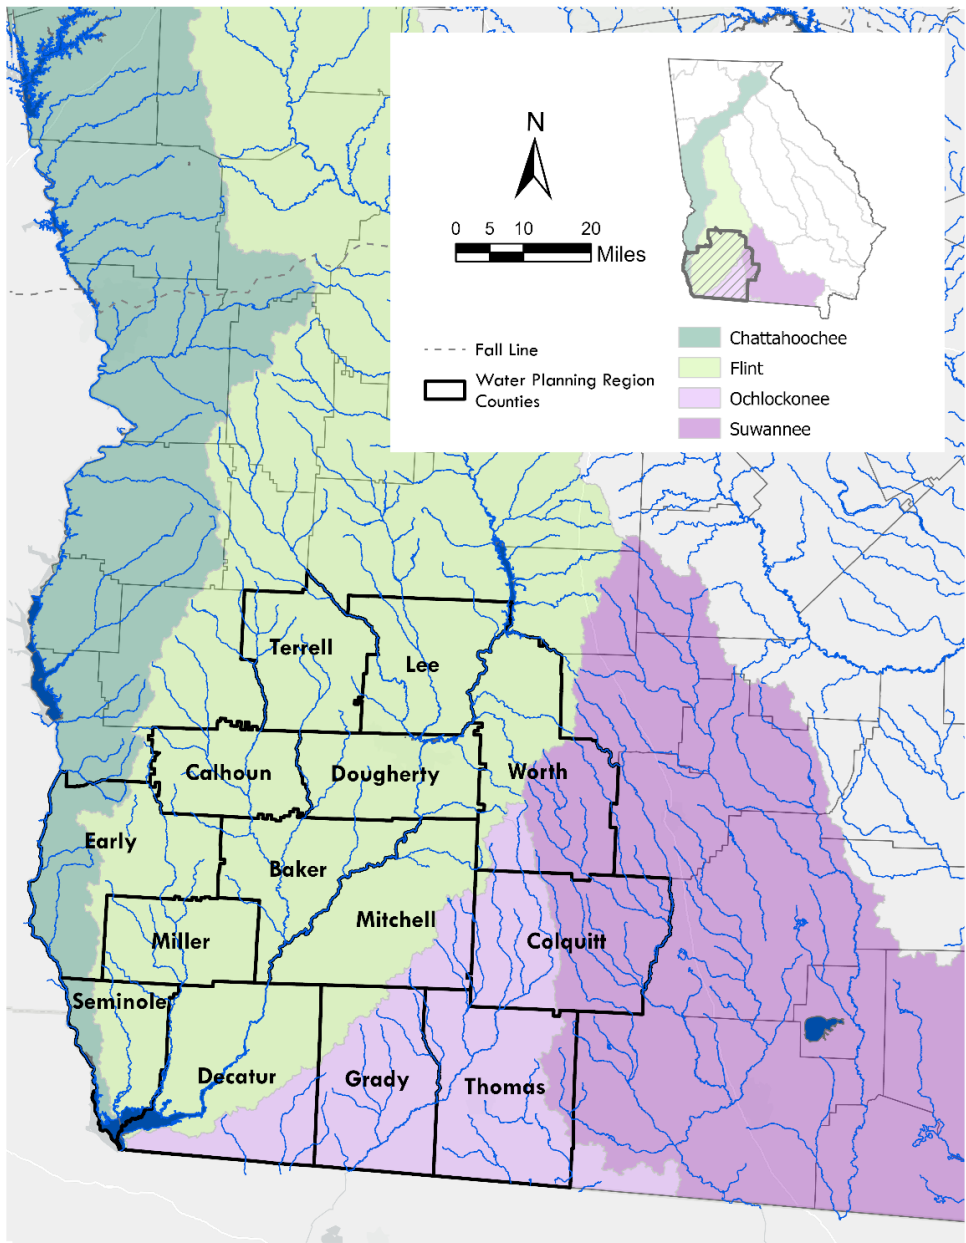 N
0 5 10 20
Miles
Fall Line
Water Planning Region
Counties
Chattahoochee
Flint
Ochlockonee
Suwannee
Terrell
Lee
Calhoun
Dougherty
Worth
Early
Baker
Mitchell
Miller
Colquitt
Seminole
Decatur
Grady
Thomas